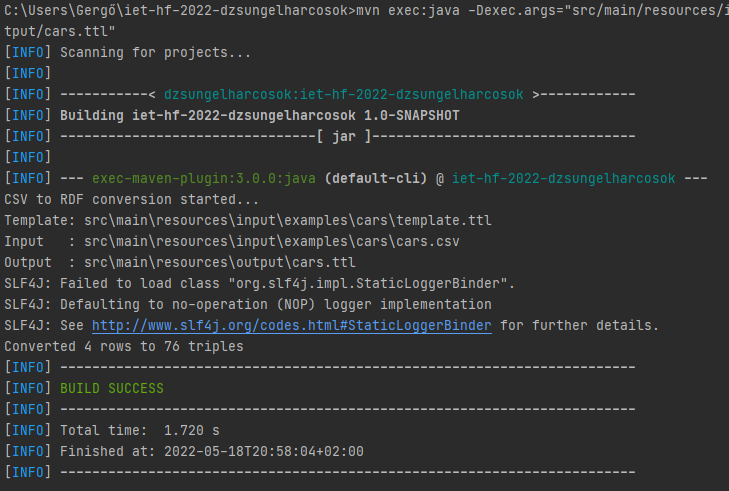 C:\Users\Gergő\iet-hf-2022-dzsungelharcosok>mvn exec:java -Dexec.args="src/main/resources/i
tput/cars.ttl"
[INFO] Scanning for projects...
[INFO]
[INFO] -----------< dzsungelharcosok:iet-hf-2022-dzsungelharcosok >------------
[INFO] Building iet-hf-2022-dzsungelharcosok 1.0-SNAPSHOT
[INFO] --------------------------------[ jar ]---------------------------------
[INFO]
[INFO] --- exec-maven-plugin:3.0.0:java (default-cli) @ iet-hf-2022-dzsungelharcosok ---
CSV to RDF conversion started...
Template: src\main\resources\input\examples\cars\template.ttl
Input   : src\main\resources\input\examples\cars\cars.csv
Output  : src\main\resources\output\cars.ttl
SLF4J: Failed to load class "org.slf4j.impl.StaticLoggerBinder".
SLF4J: Defaulting to no-operation (NOP) logger implementation
SLF4J: See http://www.slf4j.org/codes.html#StaticLoggerBinder for further details.
Converted 4 rows to 76 triples
[INFO] ------------------------------------------------------------------------
[INFO] BUILD SUCCESS
[INFO] ------------------------------------------------------------------------
[INFO] Total time:  1.720 s
[INFO] Finished at: 2022-05-18T20:58:04+02:00
[INFO] ------------------------------------------------------------------------